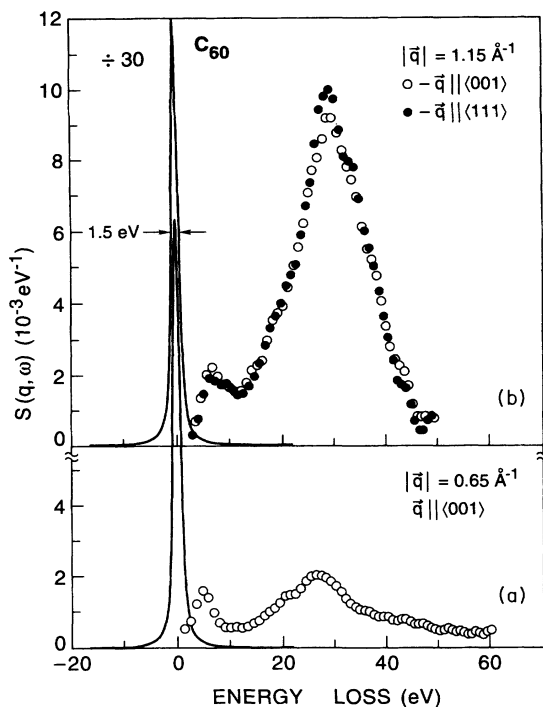 12
10
8
6
4
2
0
÷ 30
C₆₀
|q⃗| = 1.15 Å⁻¹
○ – q⃗ || ⟨001⟩
● – q⃗ || ⟨111⟩
1.5 eV
(b)
S(q, ω) (10⁻³ eV⁻¹)
4
2
0
|q⃗| = 0.65 Å⁻¹
q⃗ || ⟨001⟩
(a)
−20 0 20 40 60
ENERGY LOSS (eV)